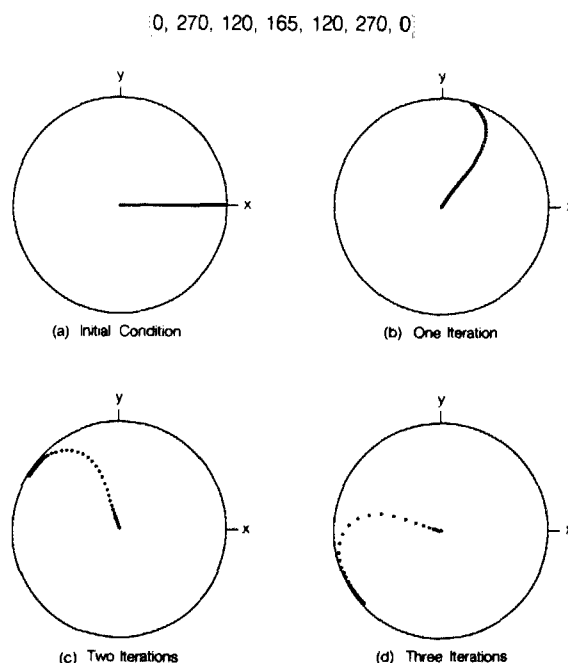 0, 270, 120, 165, 120, 270, 0
y
x
(a) Initial Condition
y
x
(b) One Iteration
y
x
(c) Two Iterations
y
x
(d) Three Iterations